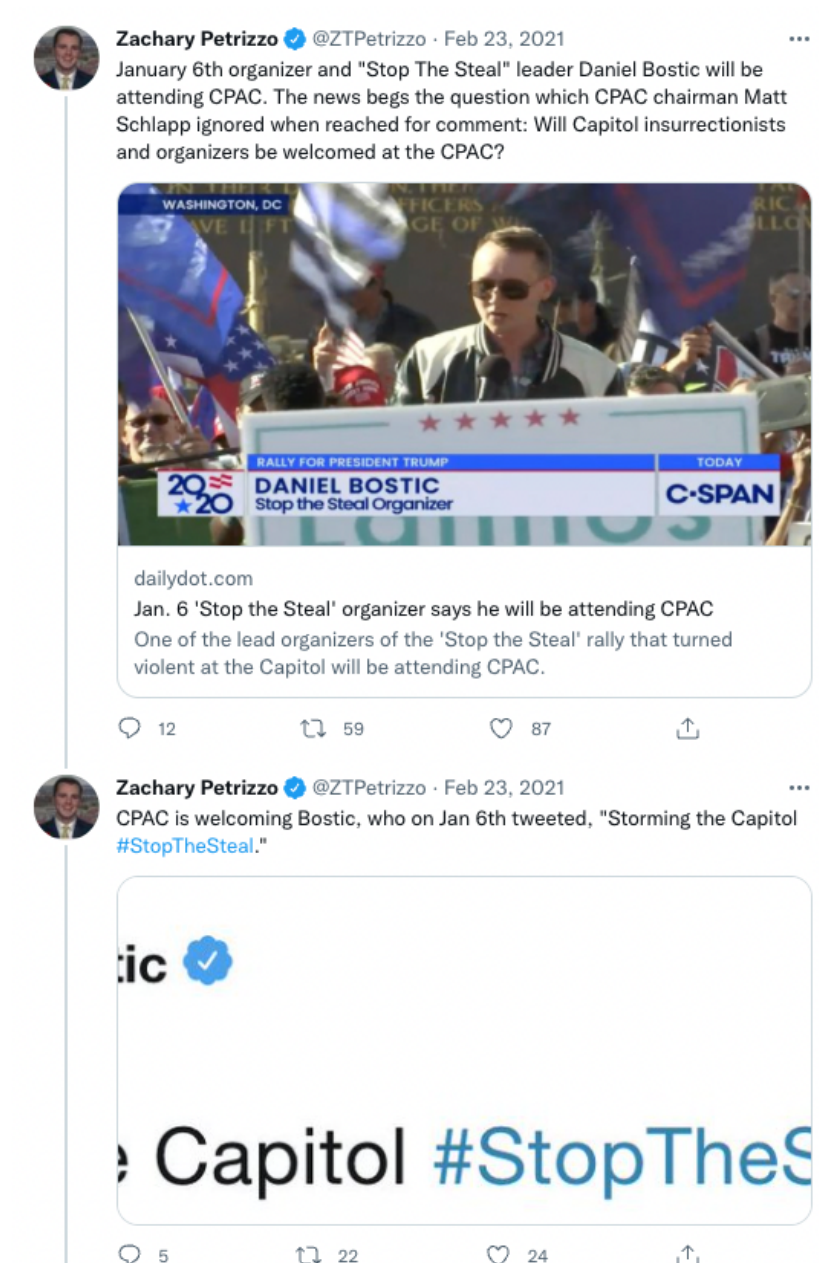 Zachary Petrizzo @ZTPetrizzo · Feb 23, 2021
January 6th organizer and "Stop The Steal" leader Daniel Bostic will be
attending CPAC. The news begs the question which CPAC chairman Matt
Schlapp ignored when reached for comment: Will Capitol insurrectionists
and organizers be welcomed at the CPAC?
WASHINGTON, DC
RALLY FOR PRESIDENT TRUMP
TODAY
2020
DANIEL BOSTIC
Stop the Steal Organizer
C·SPAN
dailydot.com
Jan. 6 'Stop the Steal' organizer says he will be attending CPAC
One of the lead organizers of the 'Stop the Steal' rally that turned
violent at the Capitol will be attending CPAC.
12 59 87
Zachary Petrizzo @ZTPetrizzo · Feb 23, 2021
CPAC is welcoming Bostic, who on Jan 6th tweeted, "Storming the Capitol
#StopTheSteal."
tic
e Capitol #StopTheS
5 22 24